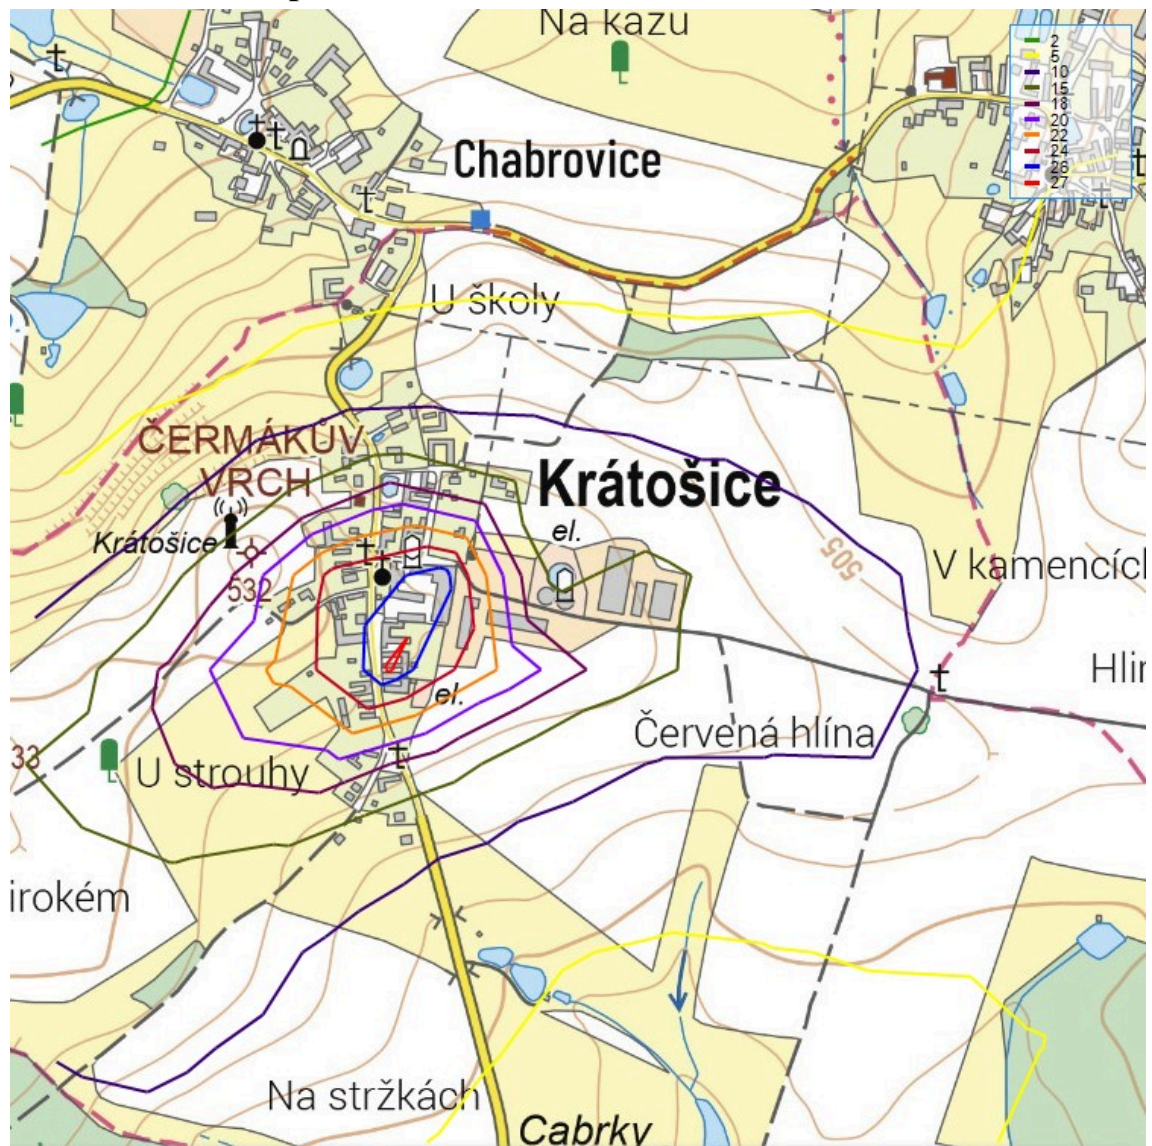 Na kazu
2
5
10
15
18
20
22
24
26
27
Chabrovice
U školy
ČERMÁKŮV
VRCH
Krátošice
el.
Krátošice
532
505
V kamencích
Hlin
el.
Červená hlína
33
U strouhy
irokém
Na stržkách
Cabrky